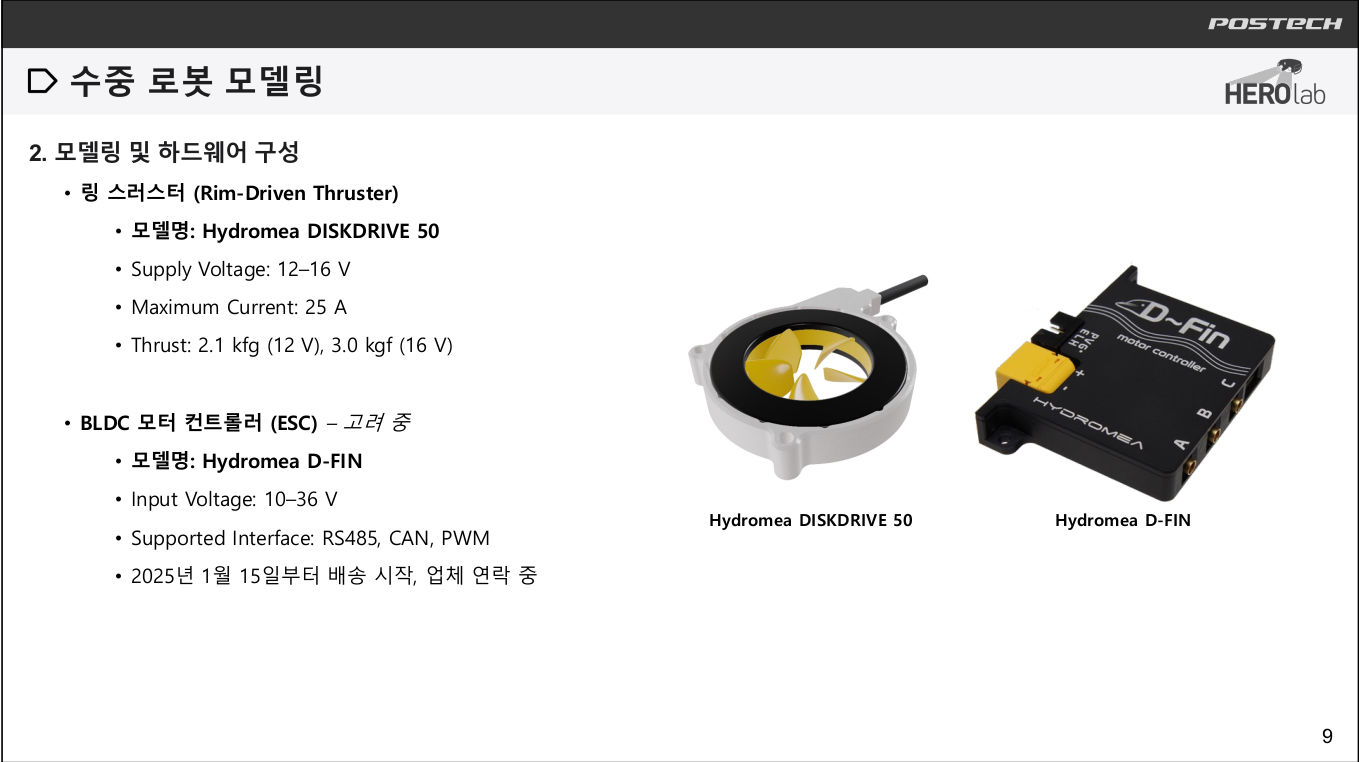 POSTECH
수중 로봇 모델링
HERO lab
2. 모델링 및 하드웨어 구성
• 링 스러스터 (Rim-Driven Thruster)
• 모델명: Hydromea DISKDRIVE 50
• Supply Voltage: 12–16 V
• Maximum Current: 25 A
• Thrust: 2.1 kfg (12 V), 3.0 kgf (16 V)
• BLDC 모터 컨트롤러 (ESC) – 고려 중
• 모델명: Hydromea D-FIN
• Input Voltage: 10–36 V
• Supported Interface: RS485, CAN, PWM
• 2025년 1월 15일부터 배송 시작, 업체 연락 중
D~Fin
motor controller
+
-
HYDROMEA
A
B
C
Hydromea DISKDRIVE 50
Hydromea D-FIN
9